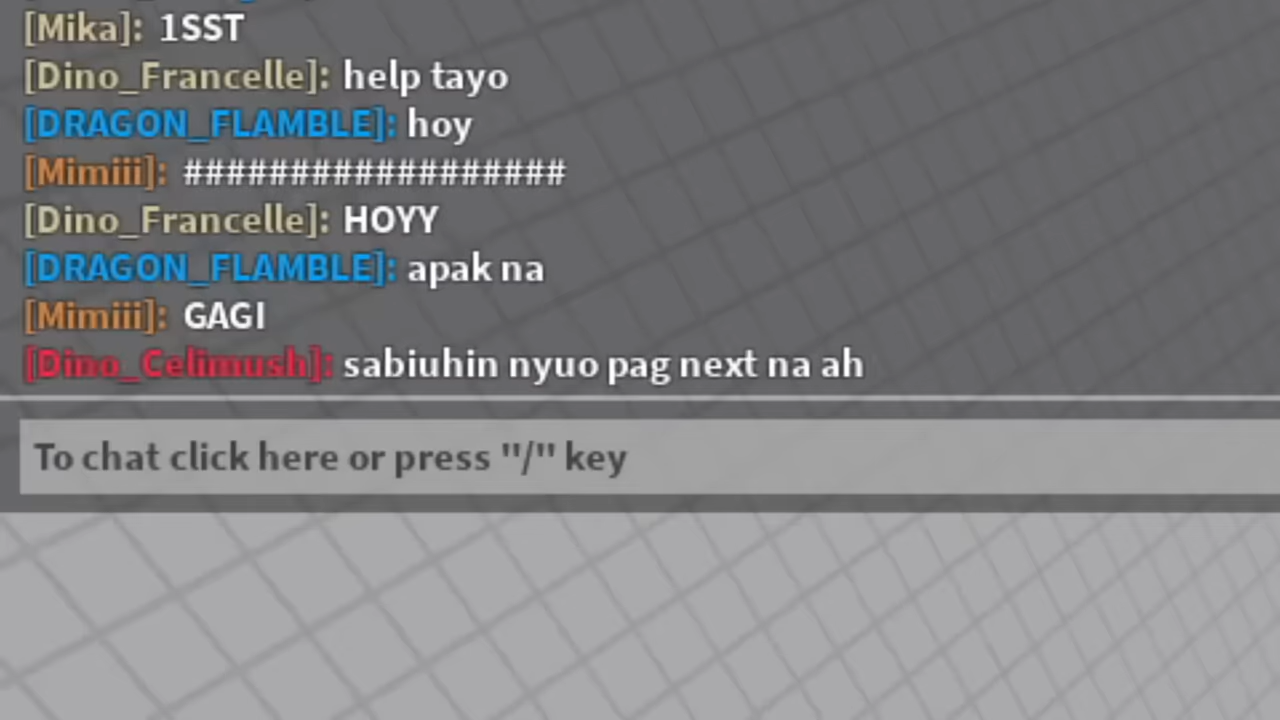 [Mika]: 1SST
[Dino_Francelle]: help tayo
[DRAGON_FLAMBLE]: hoy
[Mimiii]: ##################
[Dino_Francelle]: HOYY
[DRAGON_FLAMBLE]: apak na
[Mimiii]: GAGI
[Dino_Celimush]: sabiuhin nyuo pag next na ah
To chat click here or press "/" key